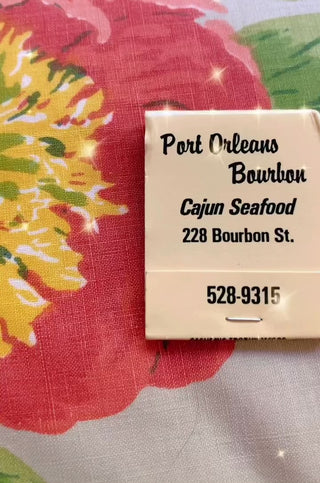 Port Orleans
Bourbon
Cajun Seafood
228 Bourbon St.
528-9315